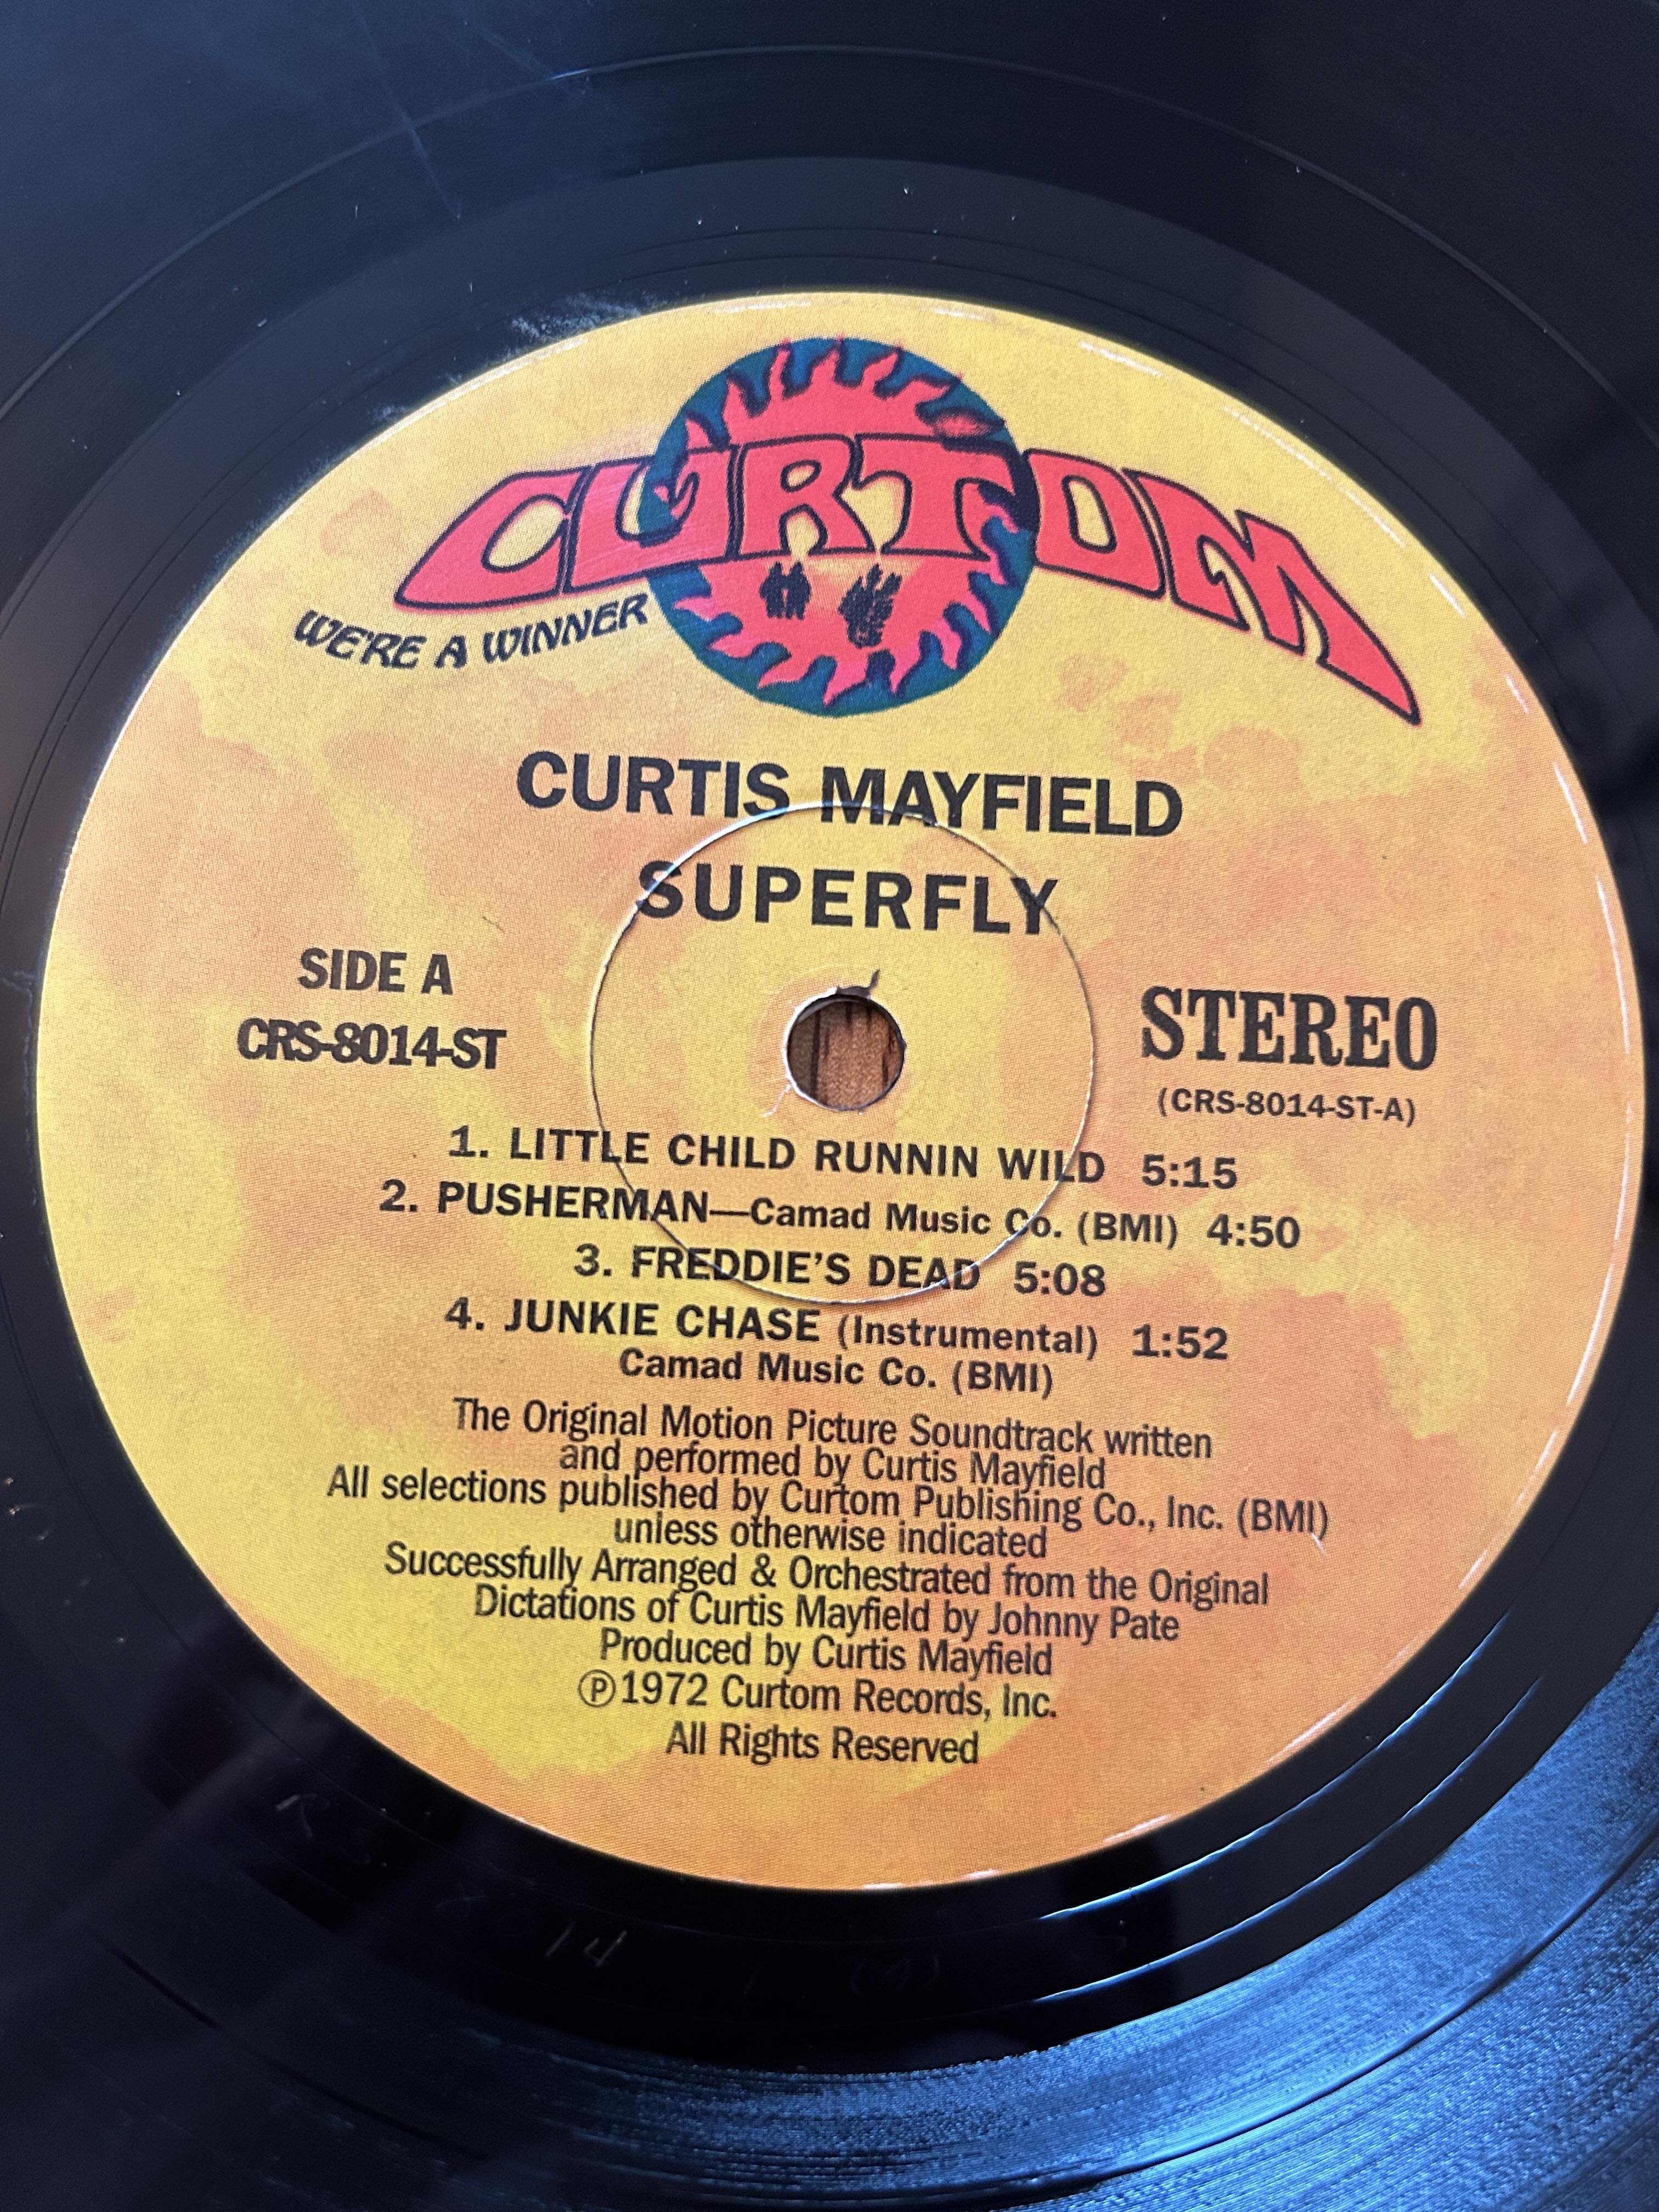 CURTOM
WE'RE A WINNER
CURTIS MAYFIELD
SUPERFLY
SIDE A
CRS-8014-ST
STEREO
(CRS-8014-ST-A)
1. LITTLE CHILD RUNNIN WILD 5:15
2. PUSHERMAN—Camad Music Co. (BMI) 4:50
3. FREDDIE'S DEAD 5:08
4. JUNKIE CHASE (Instrumental) 1:52
Camad Music Co. (BMI)
The Original Motion Picture Soundtrack written
and performed by Curtis Mayfield
All selections published by Curtom Publishing Co., Inc. (BMI)
unless otherwise indicated
Successfully Arranged & Orchestrated from the Original
Dictations of Curtis Mayfield by Johnny Pate
Produced by Curtis Mayfield
℗1972 Curtom Records, Inc.
All Rights Reserved
14